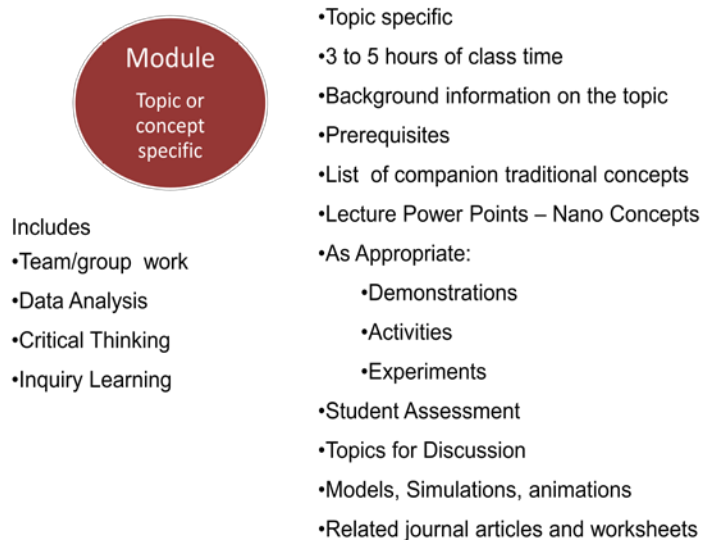 Module
Topic or
concept
specific
Includes
•Team/group work
•Data Analysis
•Critical Thinking
•Inquiry Learning
•Topic specific
•3 to 5 hours of class time
•Background information on the topic
•Prerequisites
•List of companion traditional concepts
•Lecture Power Points – Nano Concepts
•As Appropriate:
•Demonstrations
•Activities
•Experiments
•Student Assessment
•Topics for Discussion
•Models, Simulations, animations
•Related journal articles and worksheets